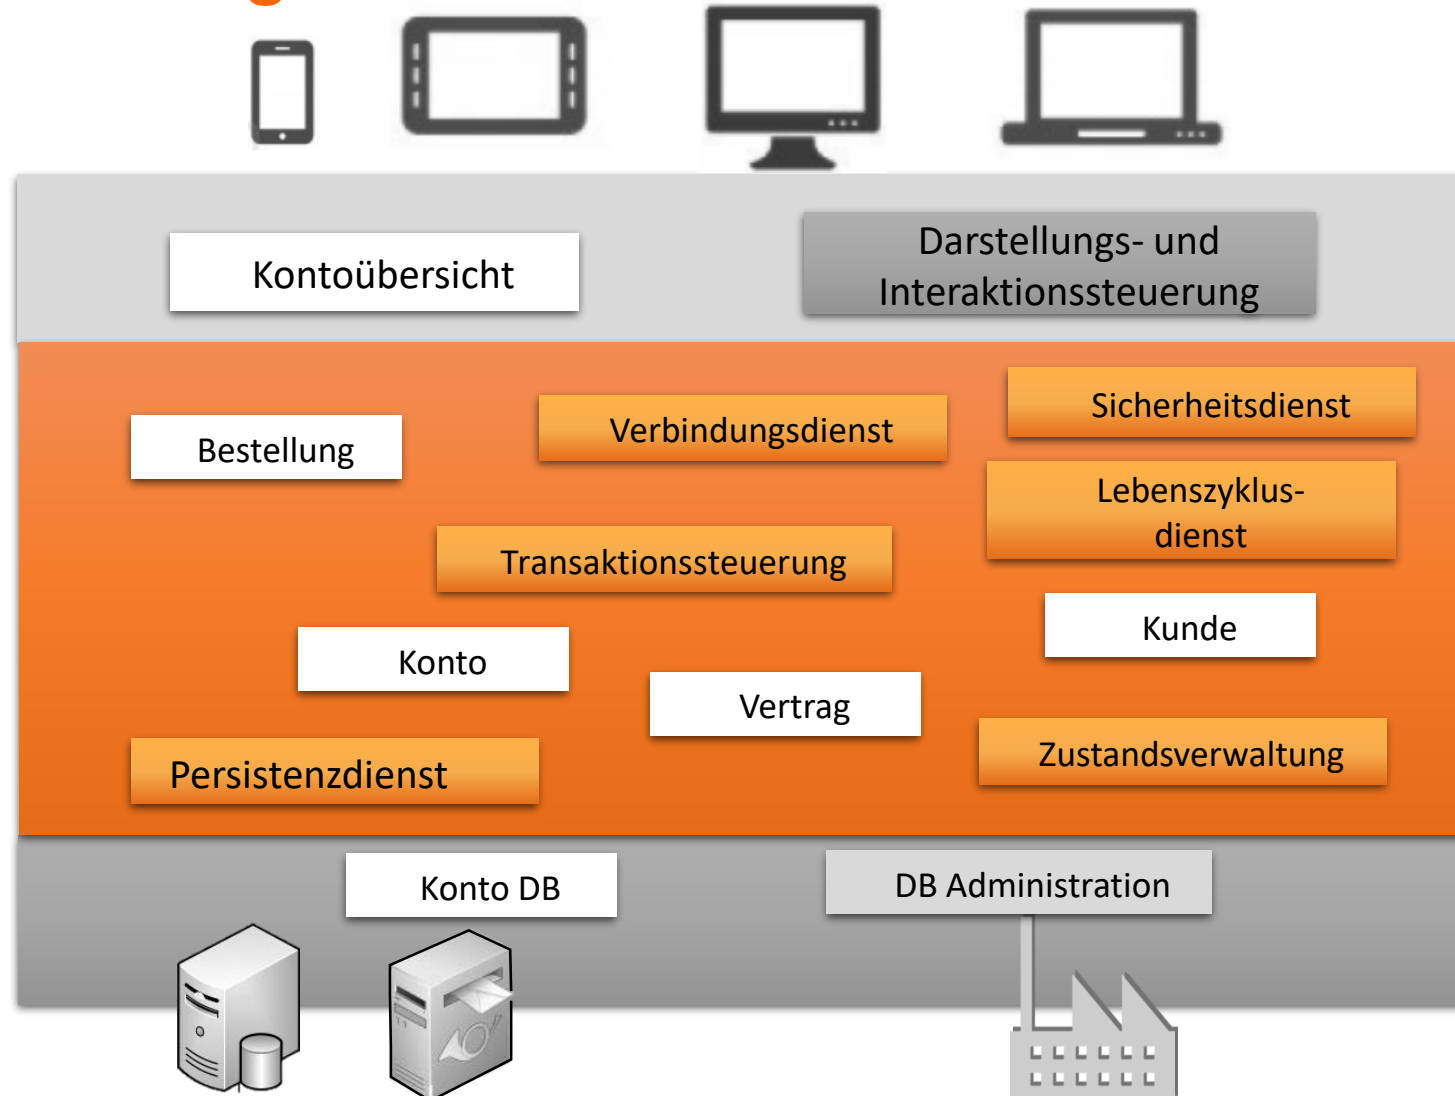 Kontoübersicht
Darstellungs- und
Interaktionssteuerung
Sicherheitsdienst
Verbindungsdienst
Bestellung
Lebenszyklus-
dienst
Transaktionssteuerung
Kunde
Konto
Vertrag
Zustandsverwaltung
Persistenzdienst
Konto DB
DB Administration